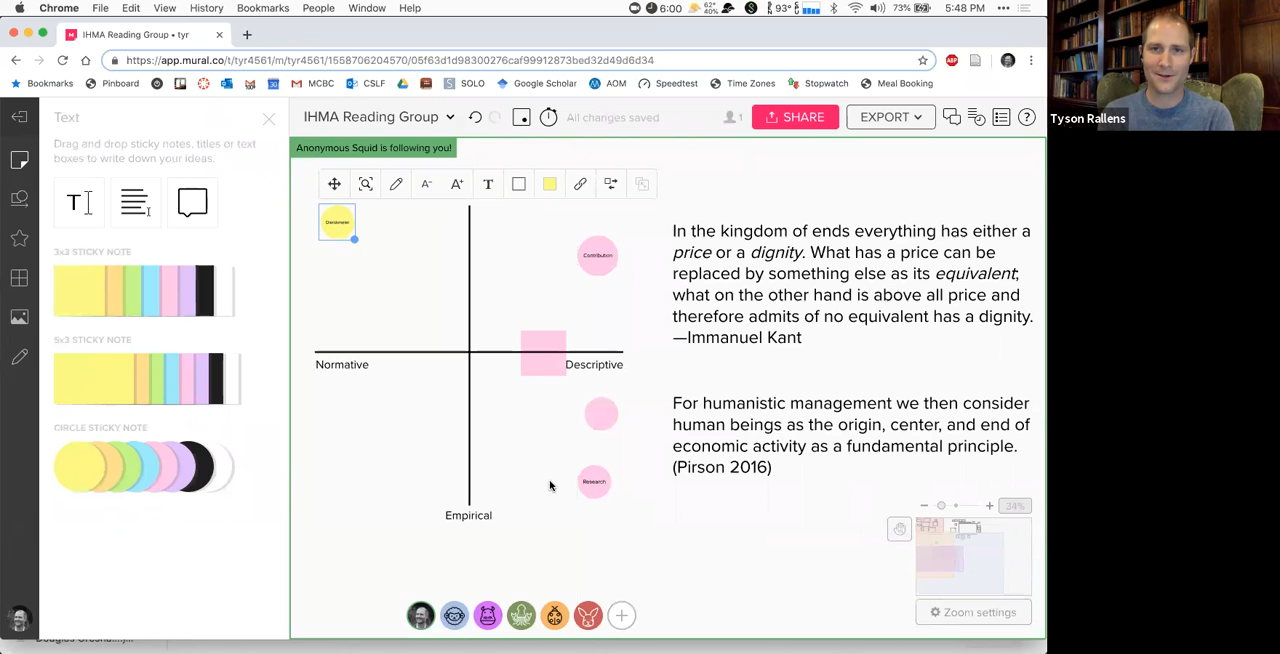 Chrome File Edit View History Bookmarks People Window Help
6:00 62° 40% 93° 73% 5:48 PM
IHMA Reading Group • tyr
https://app.mural.co/t/tyr4561/m/tyr4561/1558706204970/05f63d1d98300276caf99912873bed32d49d6d34
Bookmarks Pinboard MCBC CSLF SOLO Google Scholar AOM Speedtest Time Zones Stopwatch Meal Booking
Text
Drag and drop sticky notes, titles or text
boxes to write down your ideas.
3x3 STICKY NOTE
5x3 STICKY NOTE
CIRCLE STICKY NOTE
IHMA Reading Group
All changes saved
1
SHARE
EXPORT
Anonymous Squid is following you!
A- A+ T
Contribution
Normative
Descriptive
Research
Empirical
In the kingdom of ends everything has either a
price or a dignity. What has a price can be
replaced by something else as its equivalent;
what on the other hand is above all price and
therefore admits of no equivalent has a dignity.
—Immanuel Kant
For humanistic management we then consider
human beings as the origin, center, and end of
economic activity as a fundamental principle.
(Pirson 2016)
34%
Zoom settings
Tyson Rallens